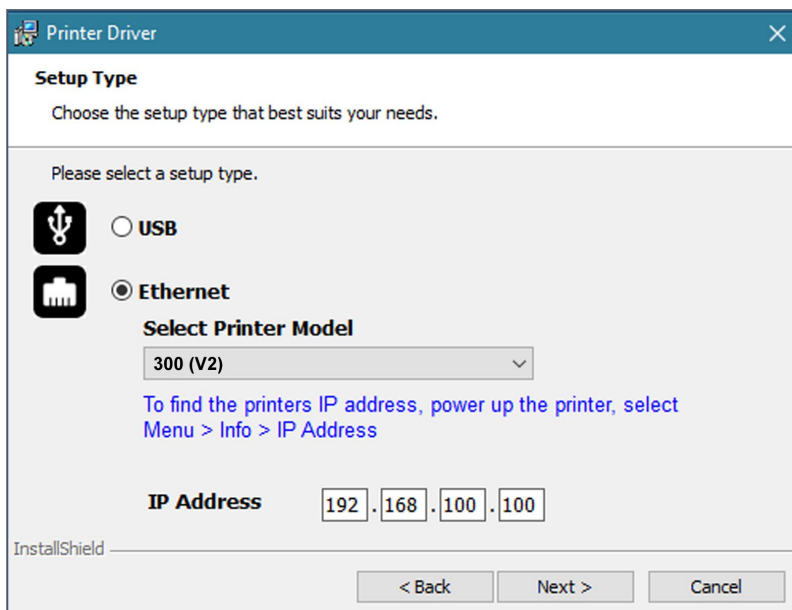 Printer Driver
Setup Type
Choose the setup type that best suits your needs.
Please select a setup type.
USB
Ethernet
Select Printer Model
300 (V2)
To find the printers IP address, power up the printer, select
Menu > Info > IP Address
IP Address 192 . 168 . 100 . 100
InstallShield
< Back Next > Cancel